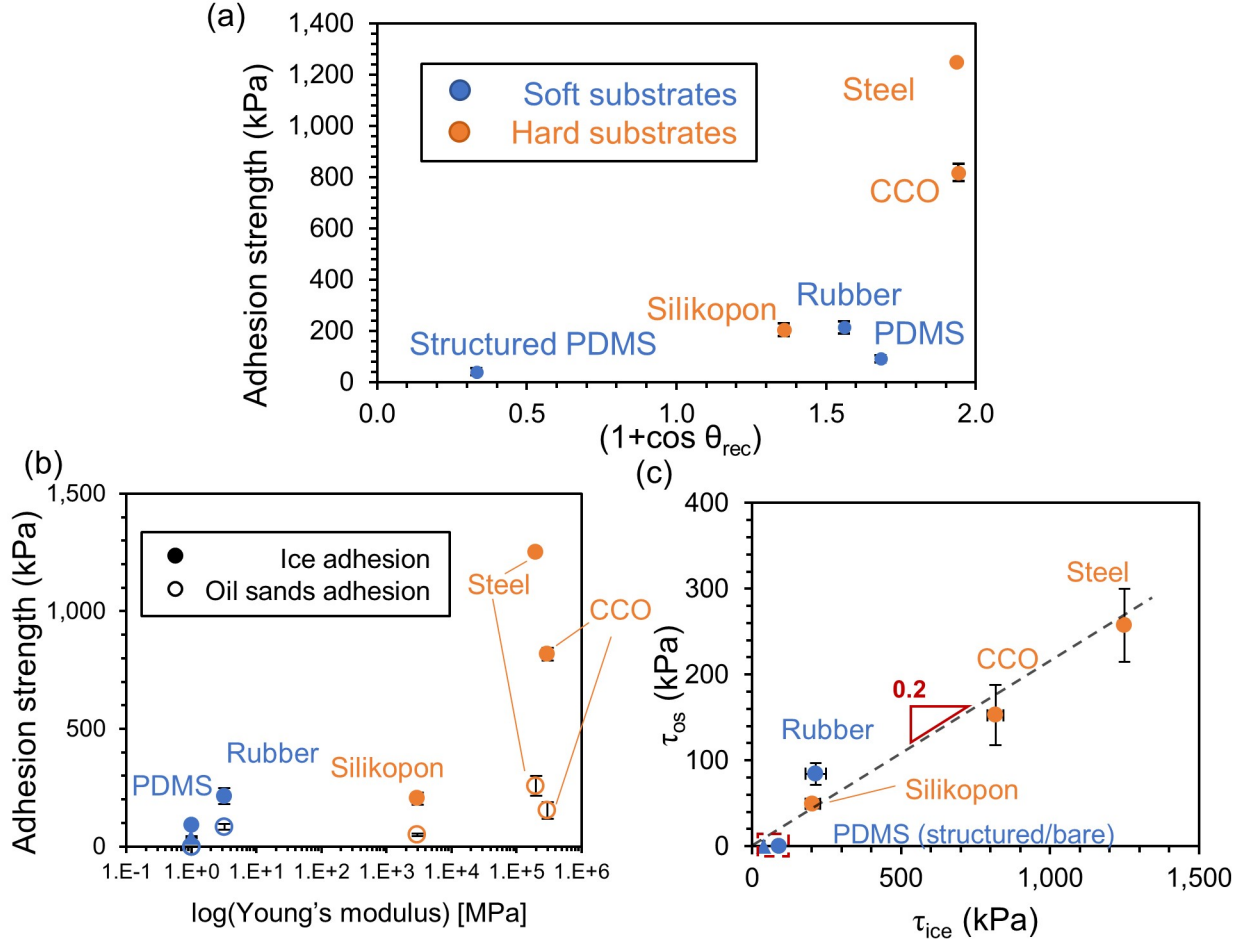 (a)
1,400
1,200
1,000
800
600
400
200
0
Adhesion strength (kPa)
Soft substrates
Hard substrates
Steel
CCO
Silikopon
Rubber
PDMS
Structured PDMS
0.0 0.5 1.0 1.5 2.0
(1+cos θrec)
(b)
1,500
1,000
500
0
Adhesion strength (kPa)
Ice adhesion
Oil sands adhesion
Steel
CCO
Rubber
Silikopon
PDMS
1.E-1 1.E+0 1.E+1 1.E+2 1.E+3 1.E+4 1.E+5 1.E+6
log(Young's modulus) [MPa]
(c)
400
300
200
100
0
τos (kPa)
Steel
CCO
0.2
Rubber
Silikopon
PDMS (structured/bare)
0 500 1,000 1,500
τice (kPa)